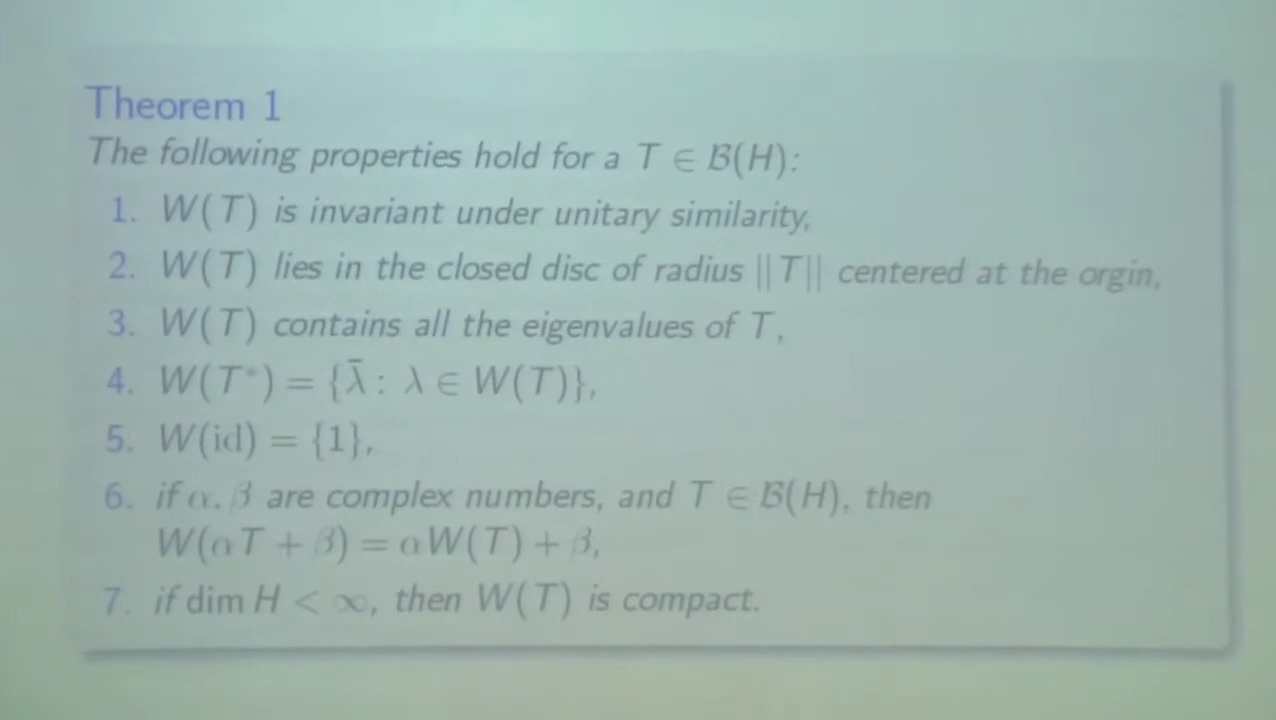 Theorem 1
The following properties hold for a T ∈ B(H):
1. W(T) is invariant under unitary similarity,
2. W(T) lies in the closed disc of radius ||T|| centered at the orgin,
3. W(T) contains all the eigenvalues of T,
4. W(T*) = {λ̄ : λ ∈ W(T)},
5. W(id) = {1},
6. if α, β are complex numbers, and T ∈ B(H), then
W(αT + β) = αW(T) + β,
7. if dim H < ∞, then W(T) is compact.